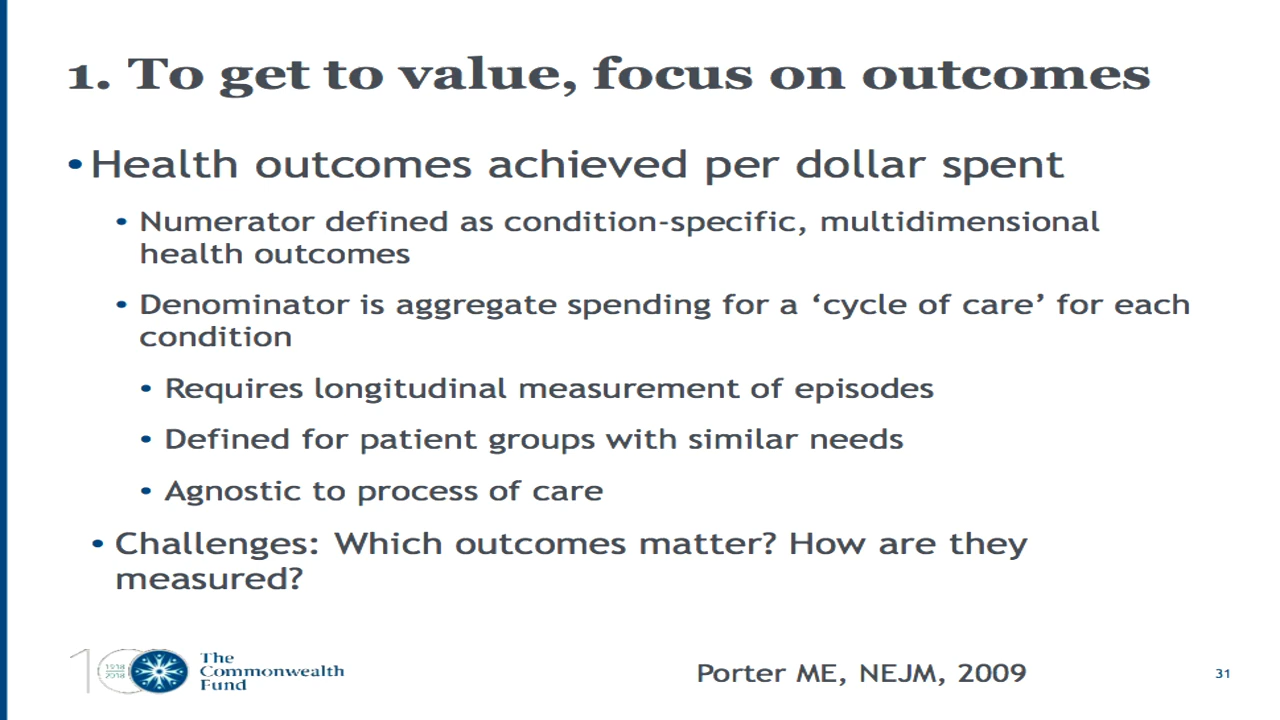 1. To get to value, focus on outcomes
• Health outcomes achieved per dollar spent
• Numerator defined as condition-specific, multidimensional
health outcomes
• Denominator is aggregate spending for a ‘cycle of care’ for each
condition
• Requires longitudinal measurement of episodes
• Defined for patient groups with similar needs
• Agnostic to process of care
• Challenges: Which outcomes matter? How are they
measured?
100
1918
2018
The
Commonwealth
Fund
Porter ME, NEJM, 2009
31